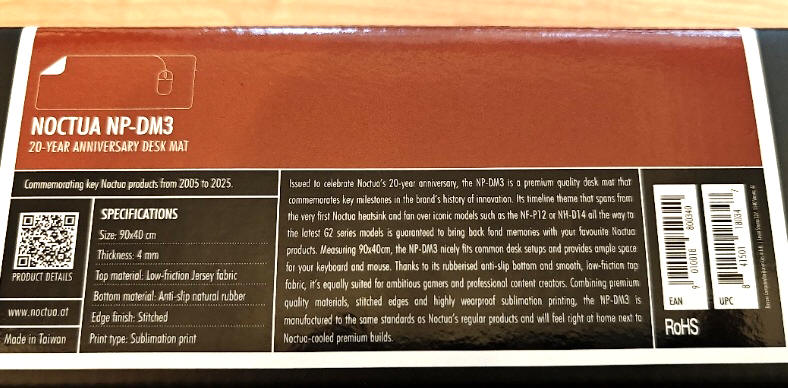 NOCTUA NP-DM3
20-YEAR ANNIVERSARY DESK MAT
Commemorating key Noctua products from 2005 to 2025.
PRODUCT DETAILS
www.noctua.at
Made in Taiwan
SPECIFICATIONS
Size: 90x40 cm
Thickness: 4 mm
Top material: Low-friction Jersey fabric
Bottom material: Anti-slip natural rubber
Edge finish: Stitched
Print type: Sublimation print
Issued to celebrate Noctua's 20-year anniversary, the NP-DM3 is a premium quality desk mat that
commemorates key milestones in the brand's history of innovation. Its timeline theme that spans from
the very first Noctua heatsink and fan over iconic models such as the NF-P12 or NH-D14 all the way to
the latest G2 series models is guaranteed to bring back fond memories with your favourite Noctua
products. Measuring 90x40cm, the NP-DM3 nicely fits common desk setups and provides ample space
for your keyboard and mouse. Thanks to its rubberised anti-slip bottom and smooth, low-friction top
fabric, it's equally suited for ambitious gamers and professional content creators. Combining premium
quality materials, stitched edges and highly wearproof sublimation printing, the NP-DM3 is
manufactured to the same standards as Noctua's regular products and will feel right at home next to
Noctua-cooled premium builds.
9 010018 800340
EAN
8 41501 18034 7
UPC
RoHS